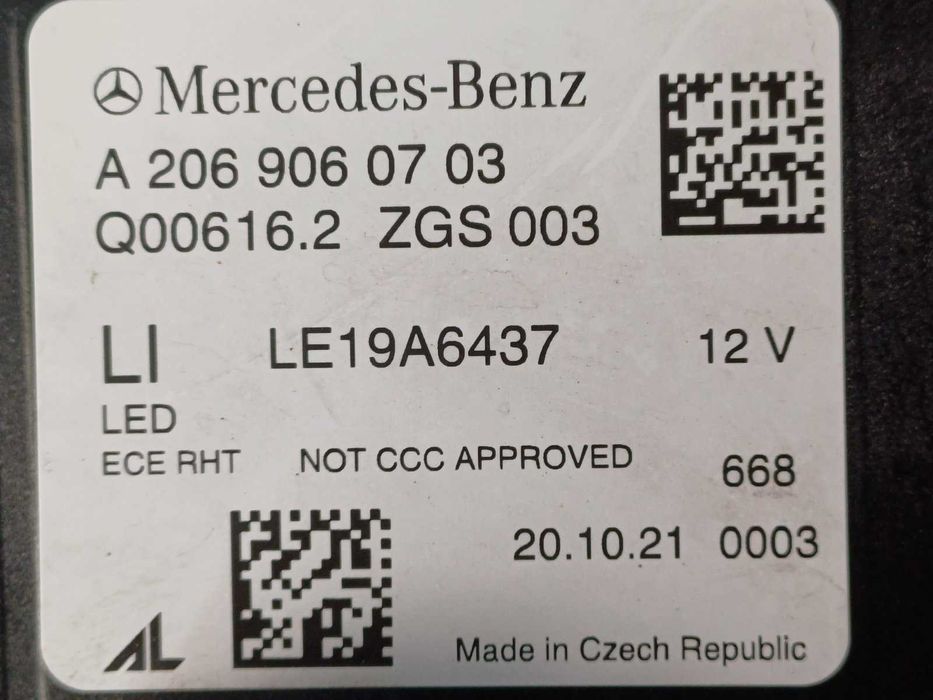 Mercedes-Benz
A 206 906 07 03
Q00616.2 ZGS 003
LI LE19A6437 12 V
LED
ECE RHT NOT CCC APPROVED 668
20.10.21 0003
AL Made in Czech Republic